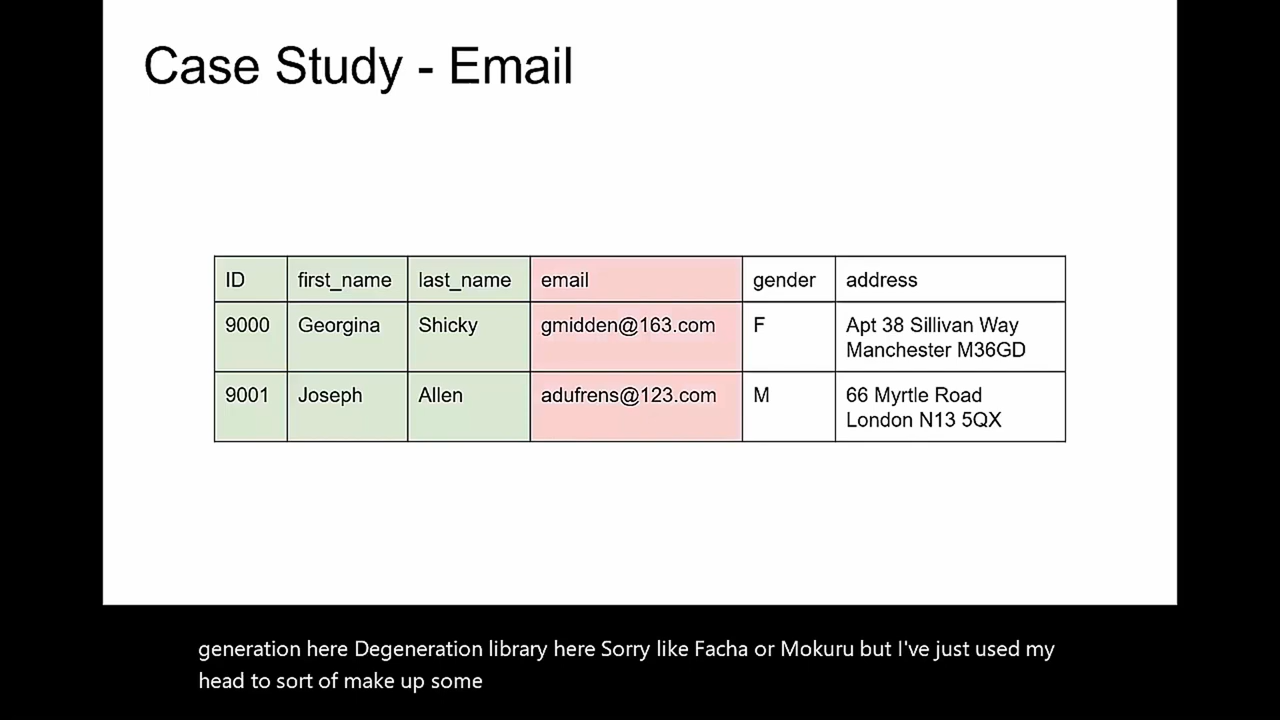 Case Study - Email
ID first_name last_name email gender address
9000 Georgina Shicky gmidden@163.com F Apt 38 Sillivan Way
Manchester M36GD
9001 Joseph Allen adufrens@123.com M 66 Myrtle Road
London N13 5QX
generation here Degeneration library here Sorry like Facha or Mokuru but I've just used my
head to sort of make up some